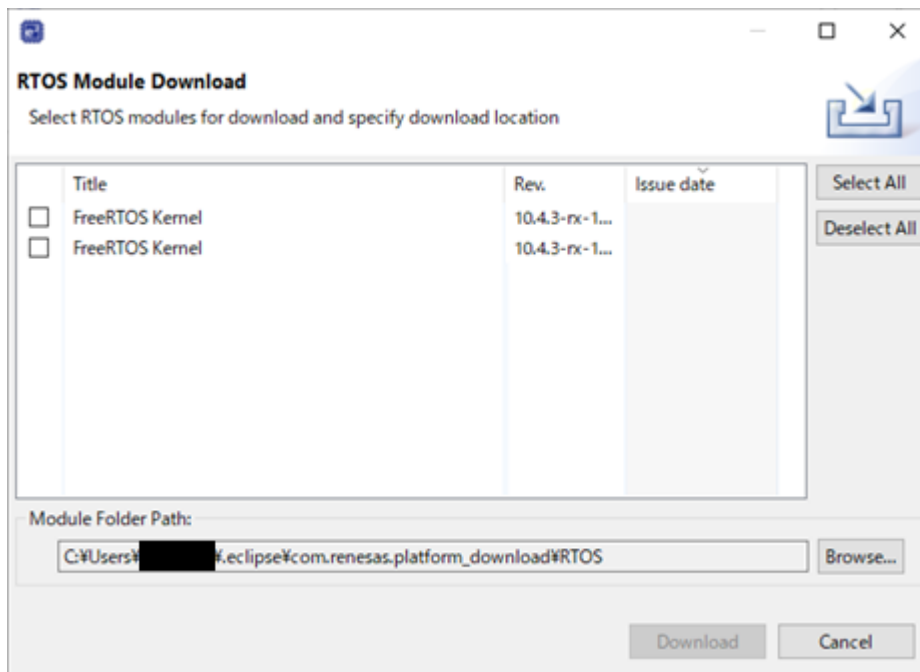 RTOS Module Download
Select RTOS modules for download and specify download location
Title Rev. Issue date
FreeRTOS Kernel 10.4.3-rx-1...
FreeRTOS Kernel 10.4.3-rx-1...
Select All
Deselect All
Module Folder Path:
C:¥Users¥ ¥.eclipse¥com.renesas.platform_download¥RTOS Browse...
Download Cancel